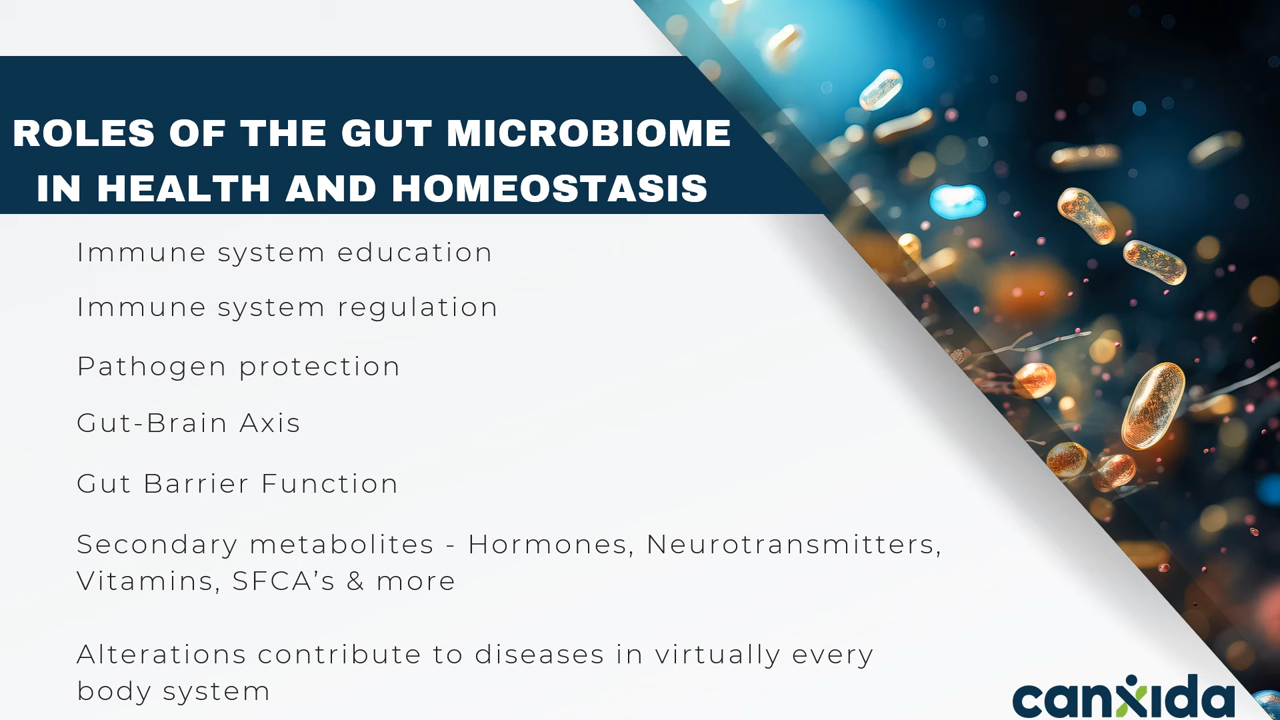 ROLES OF THE GUT MICROBIOME
IN HEALTH AND HOMEOSTASIS
Immune system education
Immune system regulation
Pathogen protection
Gut-Brain Axis
Gut Barrier Function
Secondary metabolites - Hormones, Neurotransmitters,
Vitamins, SFCA’s & more
Alterations contribute to diseases in virtually every
body system
canxida